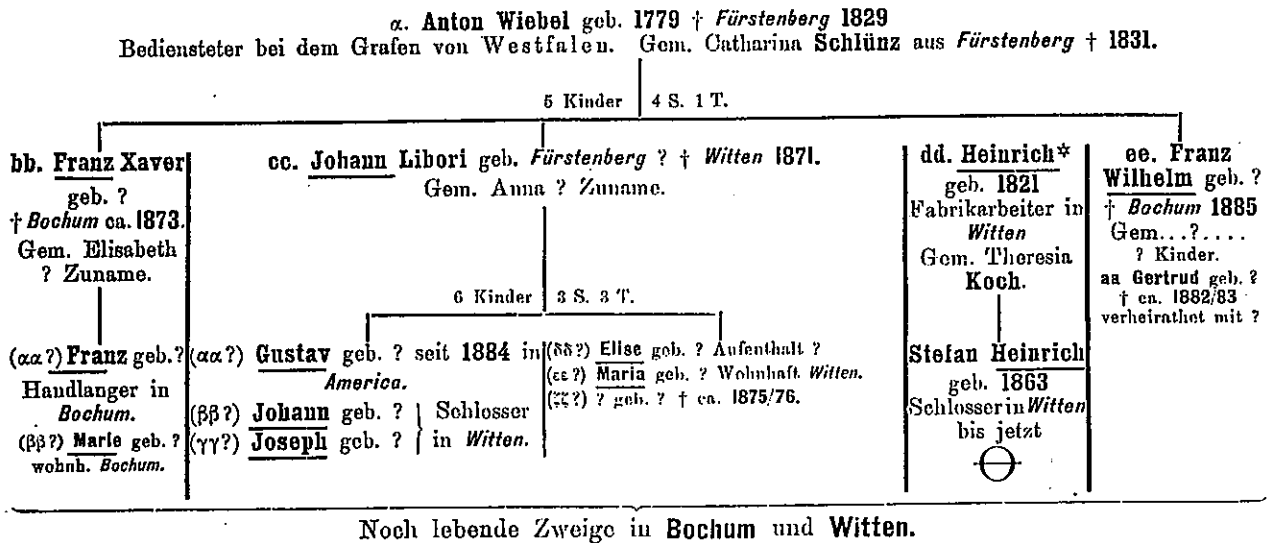 α. Anton Wiebel geb. 1779 † Fürstenberg 1829
Bediensteter bei dem Grafen von Westfalen. Gem. Catharina Schlünz aus Fürstenberg † 1831.
5 Kinder 4 S. 1 T.
bb. Franz Xaver
geb. ?
† Bochum ca. 1873.
Gem. Elisabeth
? Zuname.
(αα?) Franz geb. ?
Handlanger in
Bochum.
(ββ?) Marie geb. ?
wohnh. Bochum.
cc. Johann Libori geb. Fürstenberg ? † Witten 1871.
Gem. Anna ? Zuname.
6 Kinder 3 S. 3 T.
(αα?) Gustav geb. ? seit 1884 in
America.
(ββ?) Johann geb. ? } Schlosser
(γγ?) Joseph geb. ? } in Witten.
(δδ?) Elise geb. ? Aufenthalt ?
(εε?) Maria geb. ? Wohnhaft Witten.
(ζζ?) ? geb. ? † ca. 1875/76.
dd. Heinrich*
geb. 1821
Fabrikarbeiter in
Witten
Gem. Theresia
Koch.
Stefan Heinrich
geb. 1863
Schlosser in Witten
bis jetzt
ee. Franz
Wilhelm geb. ?
† Bochum 1885
Gem...?....
? Kinder.
aa Gertrud geb. ?
† ca. 1882/83
verheirathet mit ?
Noch lebende Zweige in Bochum und Witten.